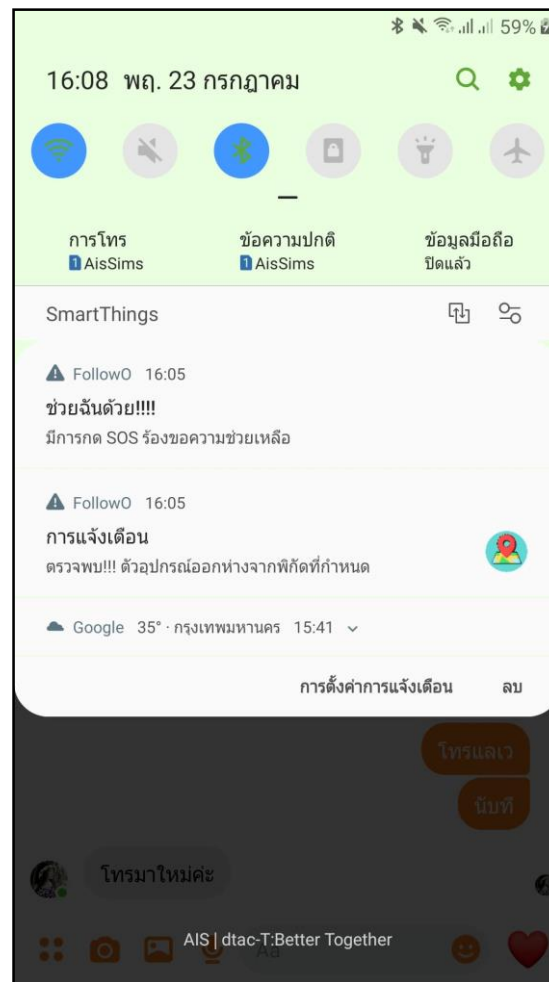 59%
16:08 พฤ. 23 กรกฎาคม
การโทร
1 AisSims
ข้อความปกติ
1 AisSims
ข้อมูลมือถือ
ปิดแล้ว
SmartThings
FollowO 16:05
ช่วยฉันด้วย!!!!
มีการกด SOS ร้องขอความช่วยเหลือ
FollowO 16:05
การแจ้งเตือน
ตรวจพบ!!! ตัวอุปกรณ์ออกห่างจากพิกัดที่กำหนด
Google 35° · กรุงเทพมหานคร 15:41
การตั้งค่าการแจ้งเตือน ลบ
โทรแลเว
นับที
โทรมาใหม่ค่ะ
Aa
AIS | dtac-T:Better Together